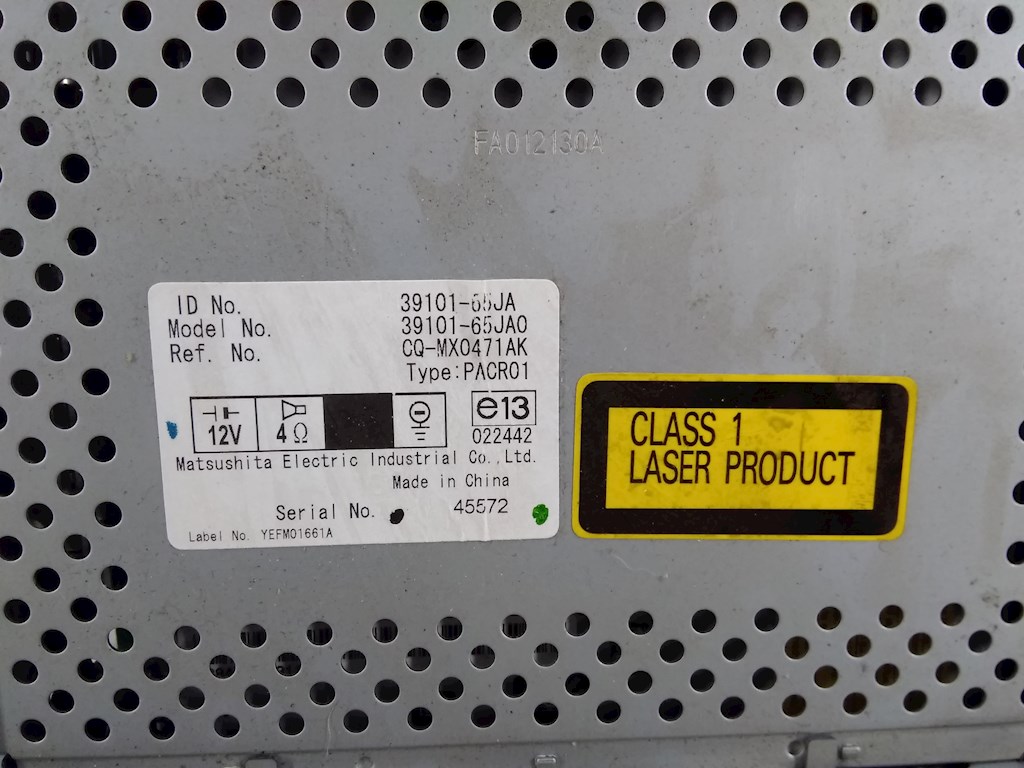 FA012130A
ID No. 39101-65JA
Model No. 39101-65JA0
Ref. No. CQ-MX0471AK
Type:PACR01
12V 4Ω e13
022442
Matsushita Electric Industrial Co.,Ltd.
Made in China
Serial No. 45572
Label No. YEFM01661A
CLASS 1
LASER PRODUCT